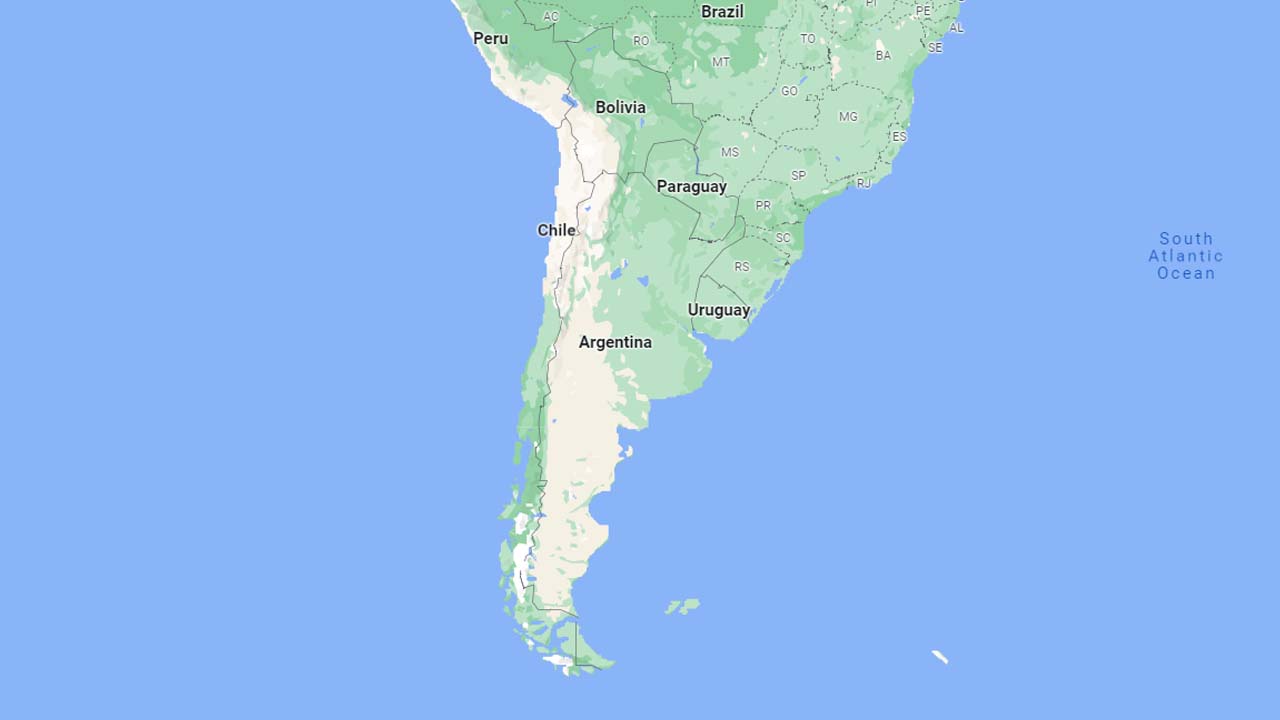 PI
PE
Brazil
AC
AL
Peru
TO
RO
SE
BA
MT
GO
Bolivia
MG
ES
MS
SP
RJ
Paraguay
PR
Chile
SC
South
Atlantic
Ocean
RS
Uruguay
Argentina